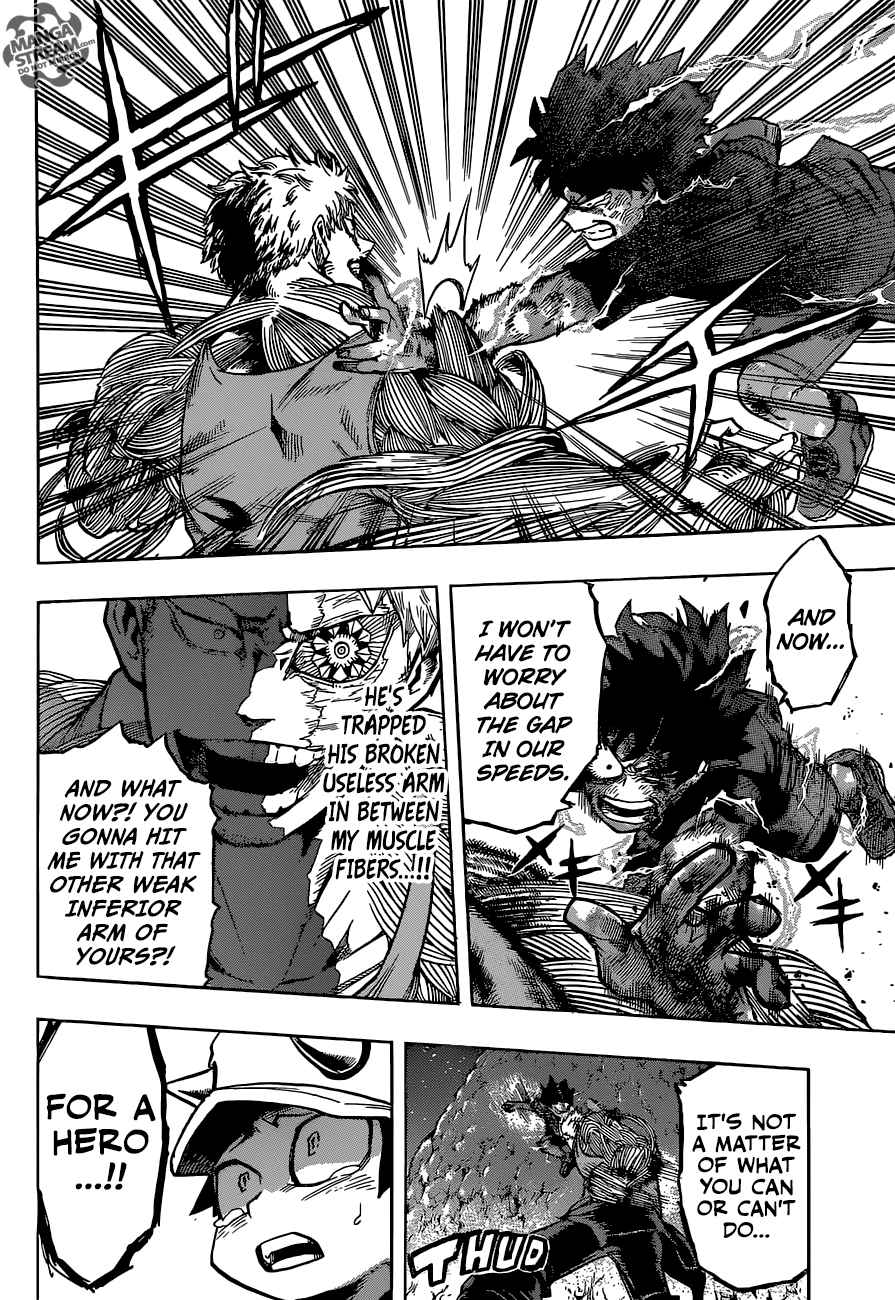 MANGA
STREAM.com
AND
NOW...
I WON'T
HAVE TO
WORRY
ABOUT
THE GAP
IN OUR
SPEEDS.
HE'S
TRAPPED
HIS BROKEN
USELESS ARM
IN BETWEEN
MY MUSCLE
FIBERS...!!!
AND WHAT
NOW?! YOU
GONNA HIT
ME WITH THAT
OTHER WEAK
INFERIOR
ARM OF
YOURS?!
IT'S NOT
A MATTER
OF WHAT
YOU CAN
OR CAN'T
DO...
THUD
FOR A
HERO
...!!